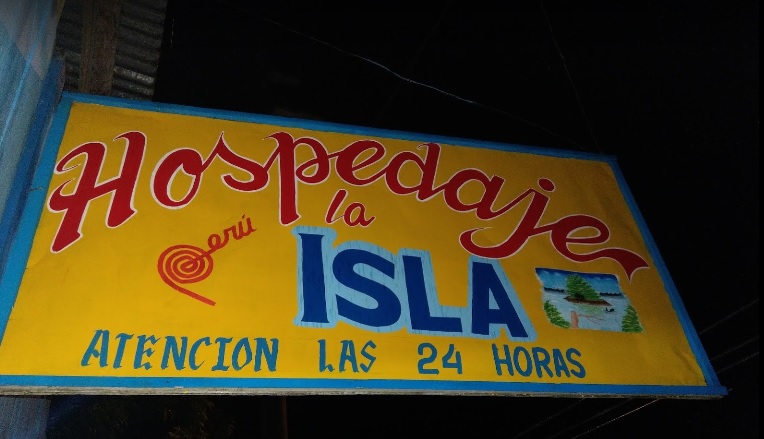 Hospedaje
la
Perú
ISLA
ATENCION LAS 24 HORAS